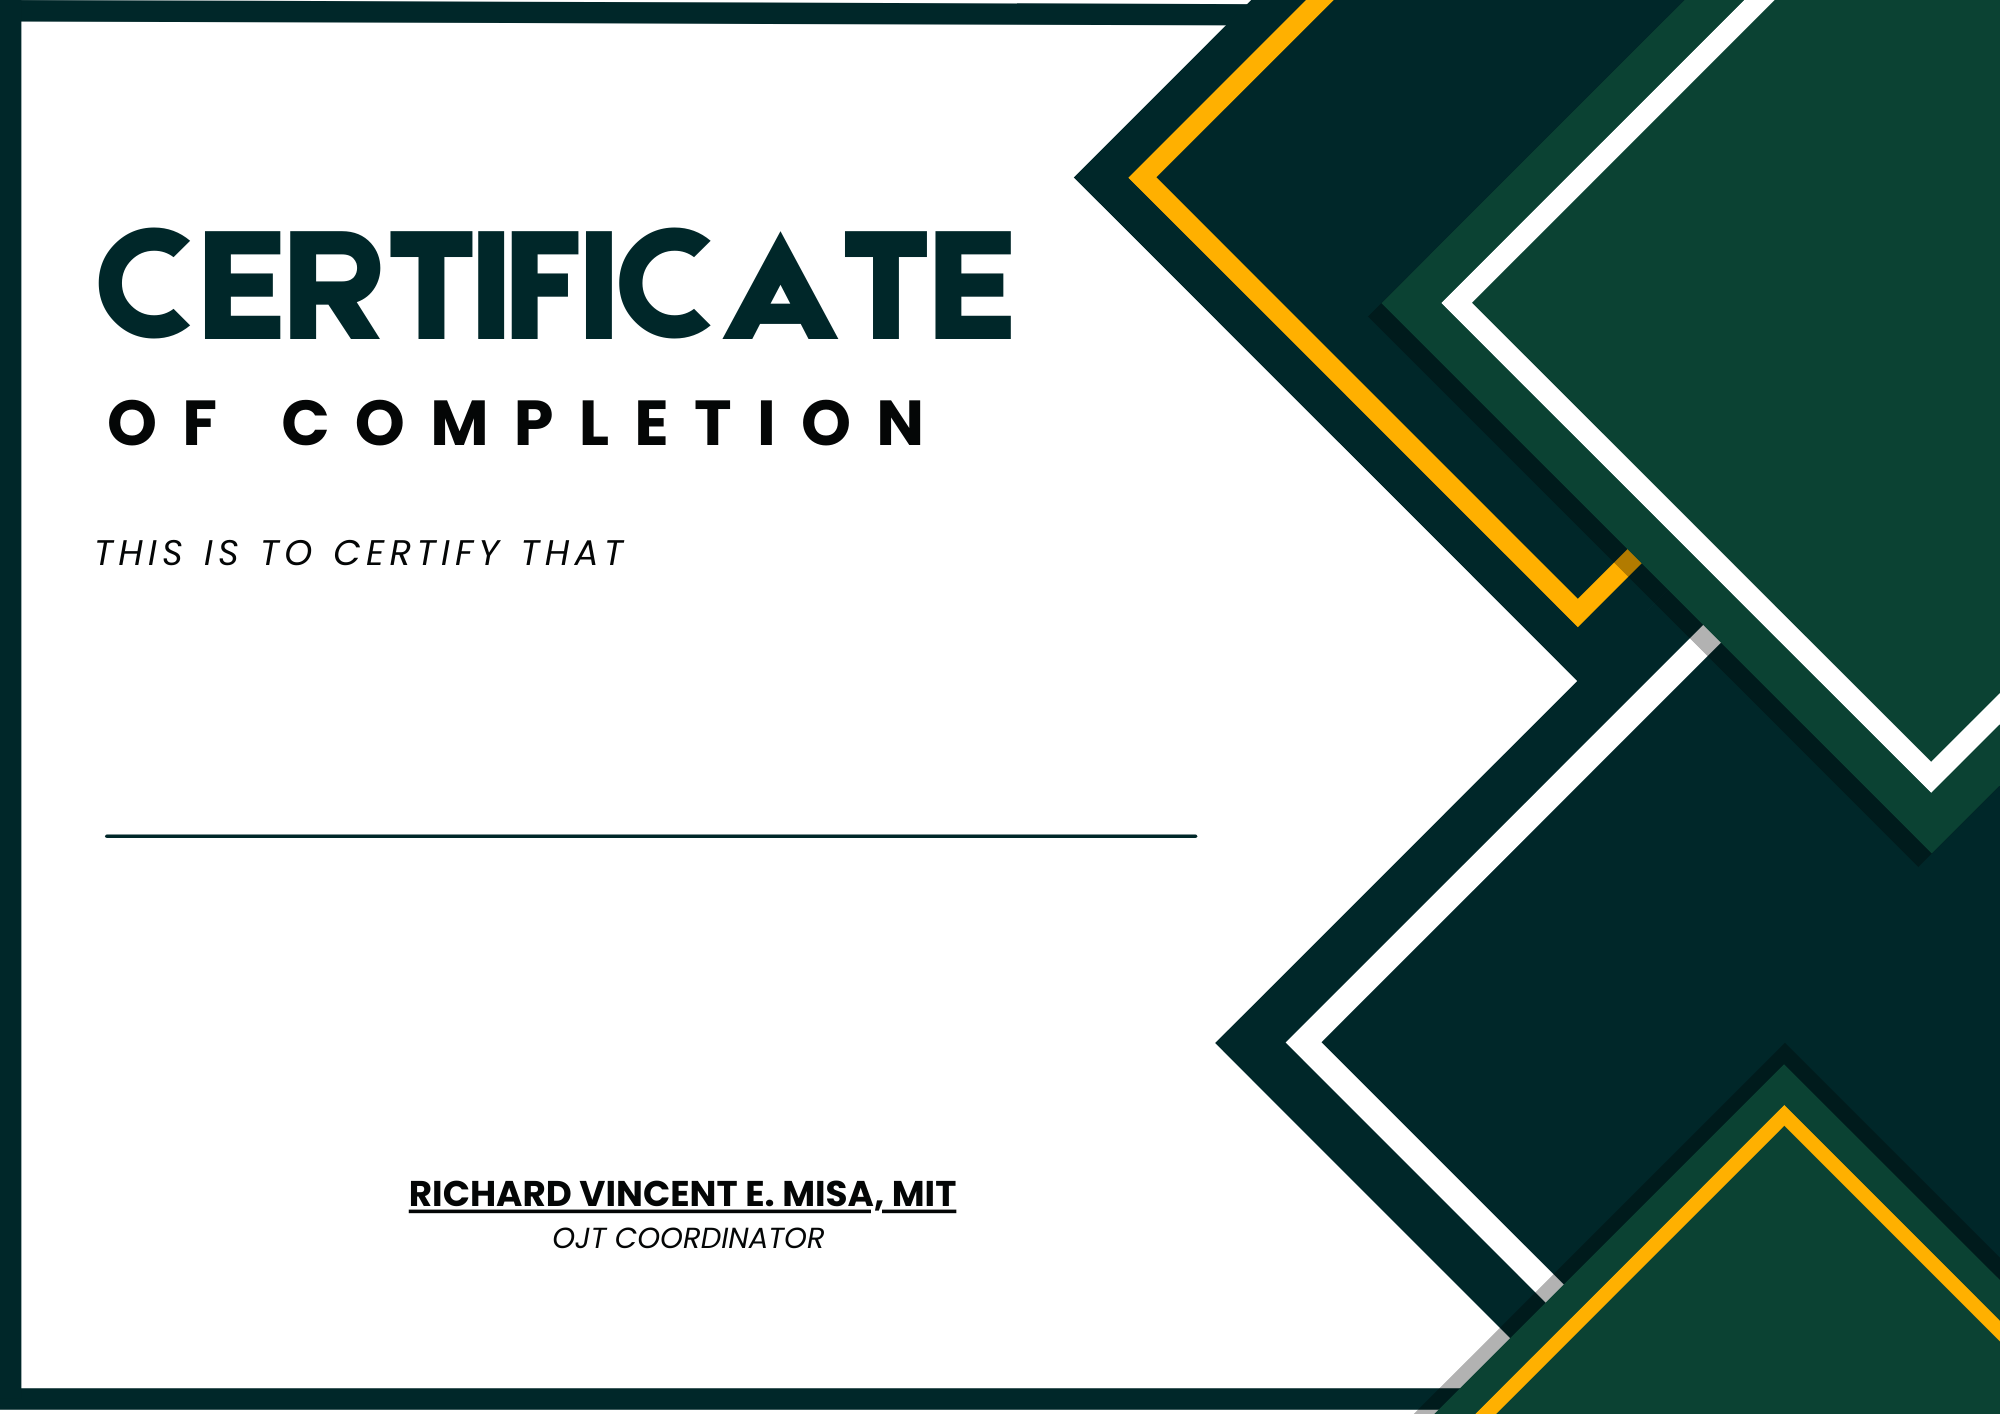 CERTIFICATE
OF COMPLETION
THIS IS TO CERTIFY THAT
RICHARD VINCENT E. MISA, MIT
OJT COORDINATOR